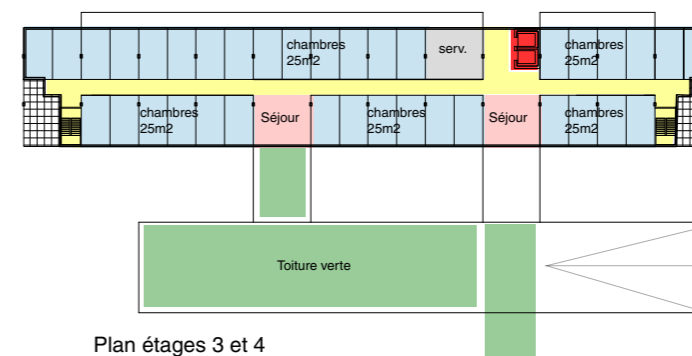 chambres
25m2
serv.
chambres
25m2
chambres
25m2
Séjour
chambres
25m2
Séjour
chambres
25m2
Toiture verte
Plan étages 3 et 4